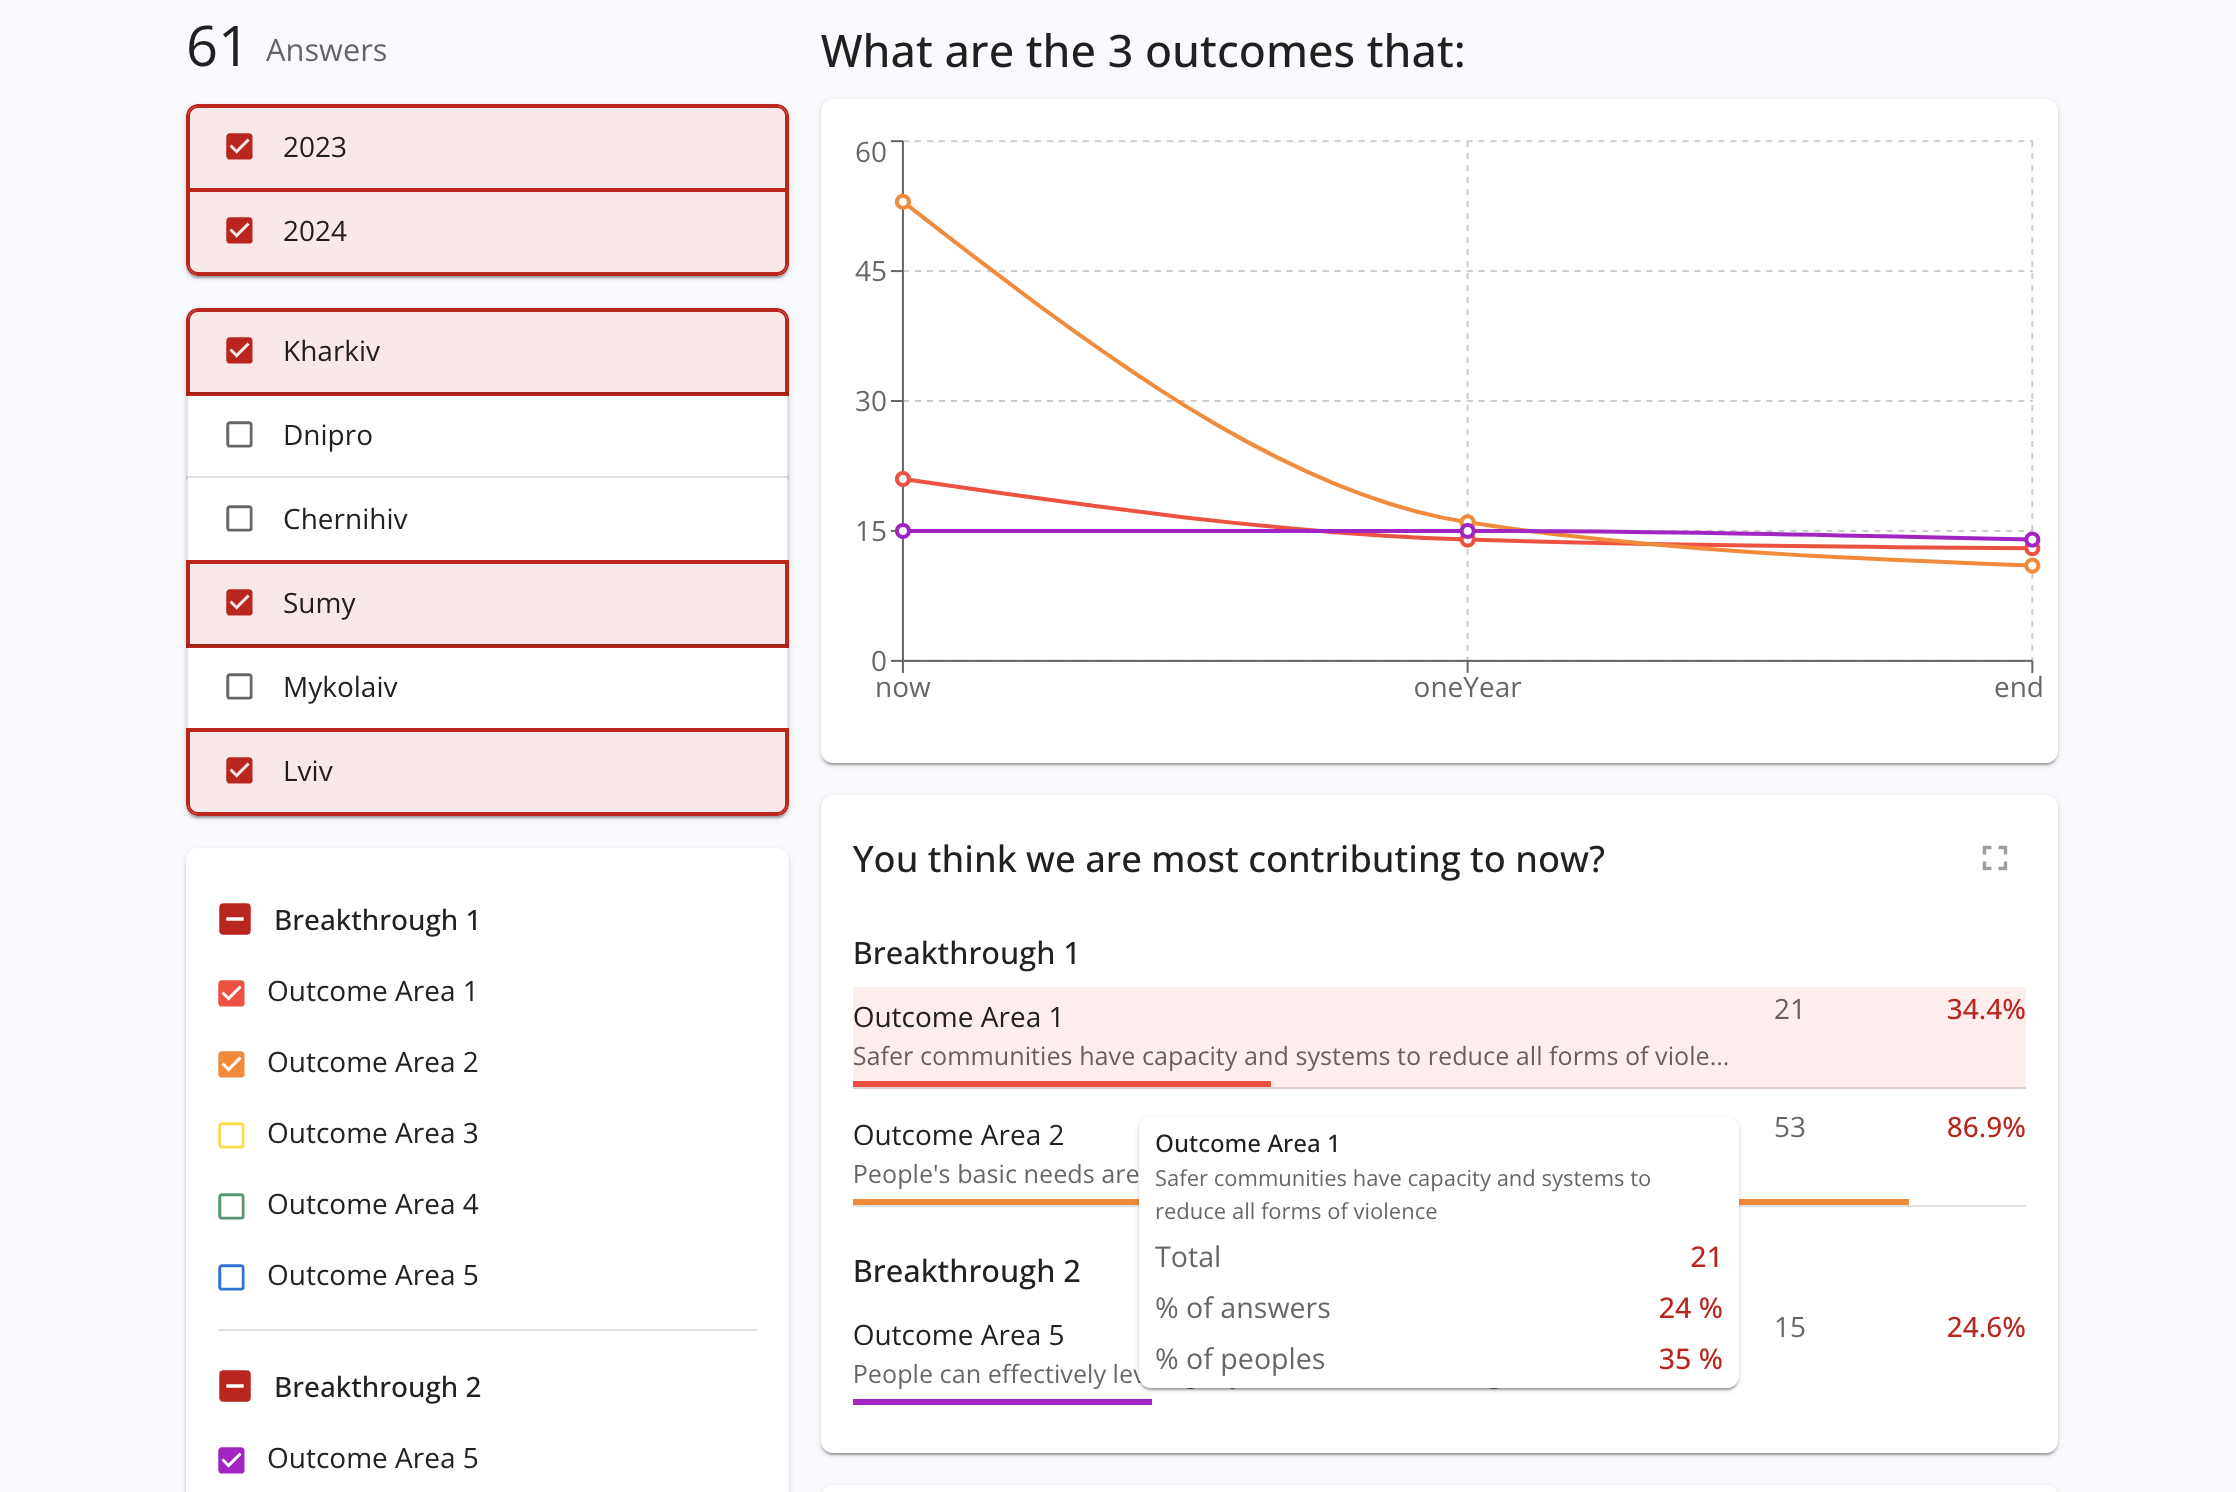 61 Answers
2023
2024
Kharkiv
Dnipro
Chernihiv
Sumy
Mykolaiv
Lviv
Breakthrough 1
Outcome Area 1
Outcome Area 2
Outcome Area 3
Outcome Area 4
Outcome Area 5
Breakthrough 2
Outcome Area 5
What are the 3 outcomes that:
60
45
30
15
0
now oneYear end
You think we are most contributing to now?
Breakthrough 1
Outcome Area 1 21 34.4%
Safer communities have capacity and systems to reduce all forms of viole...
Outcome Area 2 53 86.9%
People's basic needs are
Breakthrough 2
Outcome Area 5 15 24.6%
People can effectively
Outcome Area 1
Safer communities have capacity and systems to
reduce all forms of violence
Total 21
% of answers 24 %
% of peoples 35 %